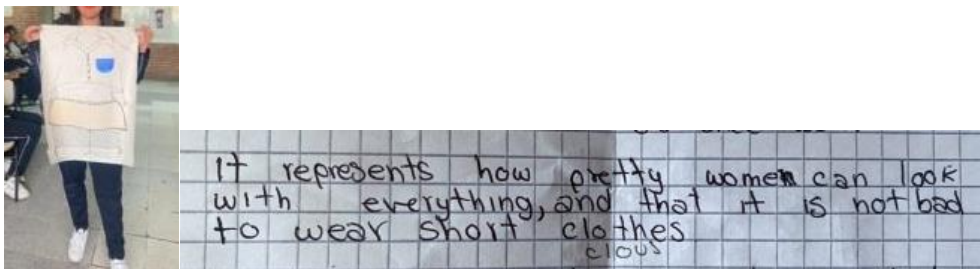 It represents how pretty women can look
with everything, and that it is not bad
to wear short clothes
clous